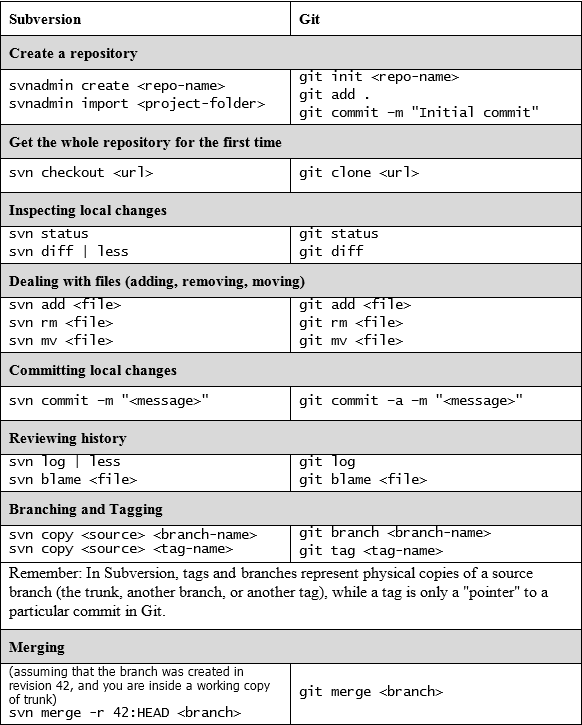 Subversion Git
Create a repository
svnadmin create <repo-name>
svnadmin import <project-folder>
git init <repo-name>
git add .
git commit -m "Initial commit"
Get the whole repository for the first time
svn checkout <url> git clone <url>
Inspecting local changes
svn status
svn diff | less
git status
git diff
Dealing with files (adding, removing, moving)
svn add <file>
svn rm <file>
svn mv <file>
git add <file>
git rm <file>
git mv <file>
Committing local changes
svn commit -m "<message>" git commit -a -m "<message>"
Reviewing history
svn log | less
svn blame <file>
git log
git blame <file>
Branching and Tagging
svn copy <source> <branch-name>
svn copy <source> <tag-name>
git branch <branch-name>
git tag <tag-name>
Remember: In Subversion, tags and branches represent physical copies of a source
branch (the trunk, another branch, or another tag), while a tag is only a "pointer" to a
particular commit in Git.
Merging
(assuming that the branch was created in
revision 42, and you are inside a working copy
of trunk)
svn merge -r 42:HEAD <branch>
git merge <branch>